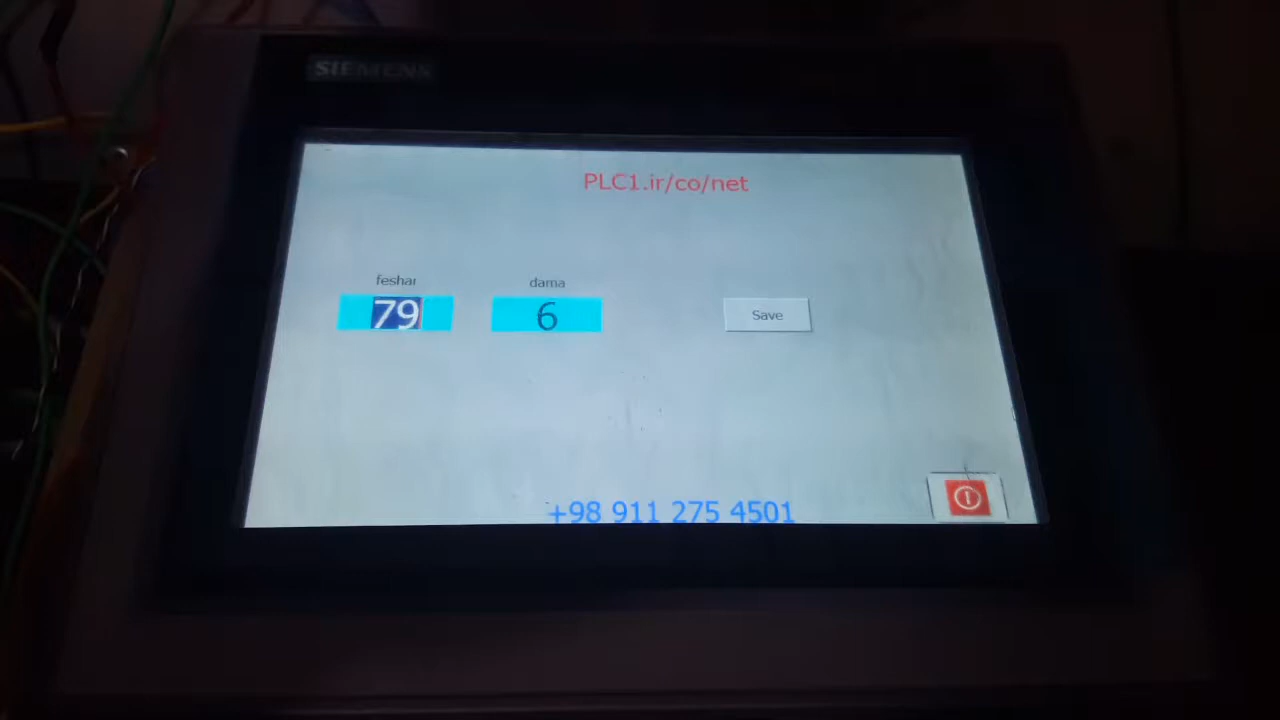 SIEMENS
PLC1.ir/co/net
feshar dama
79 6 Save
+98 911 275 4501